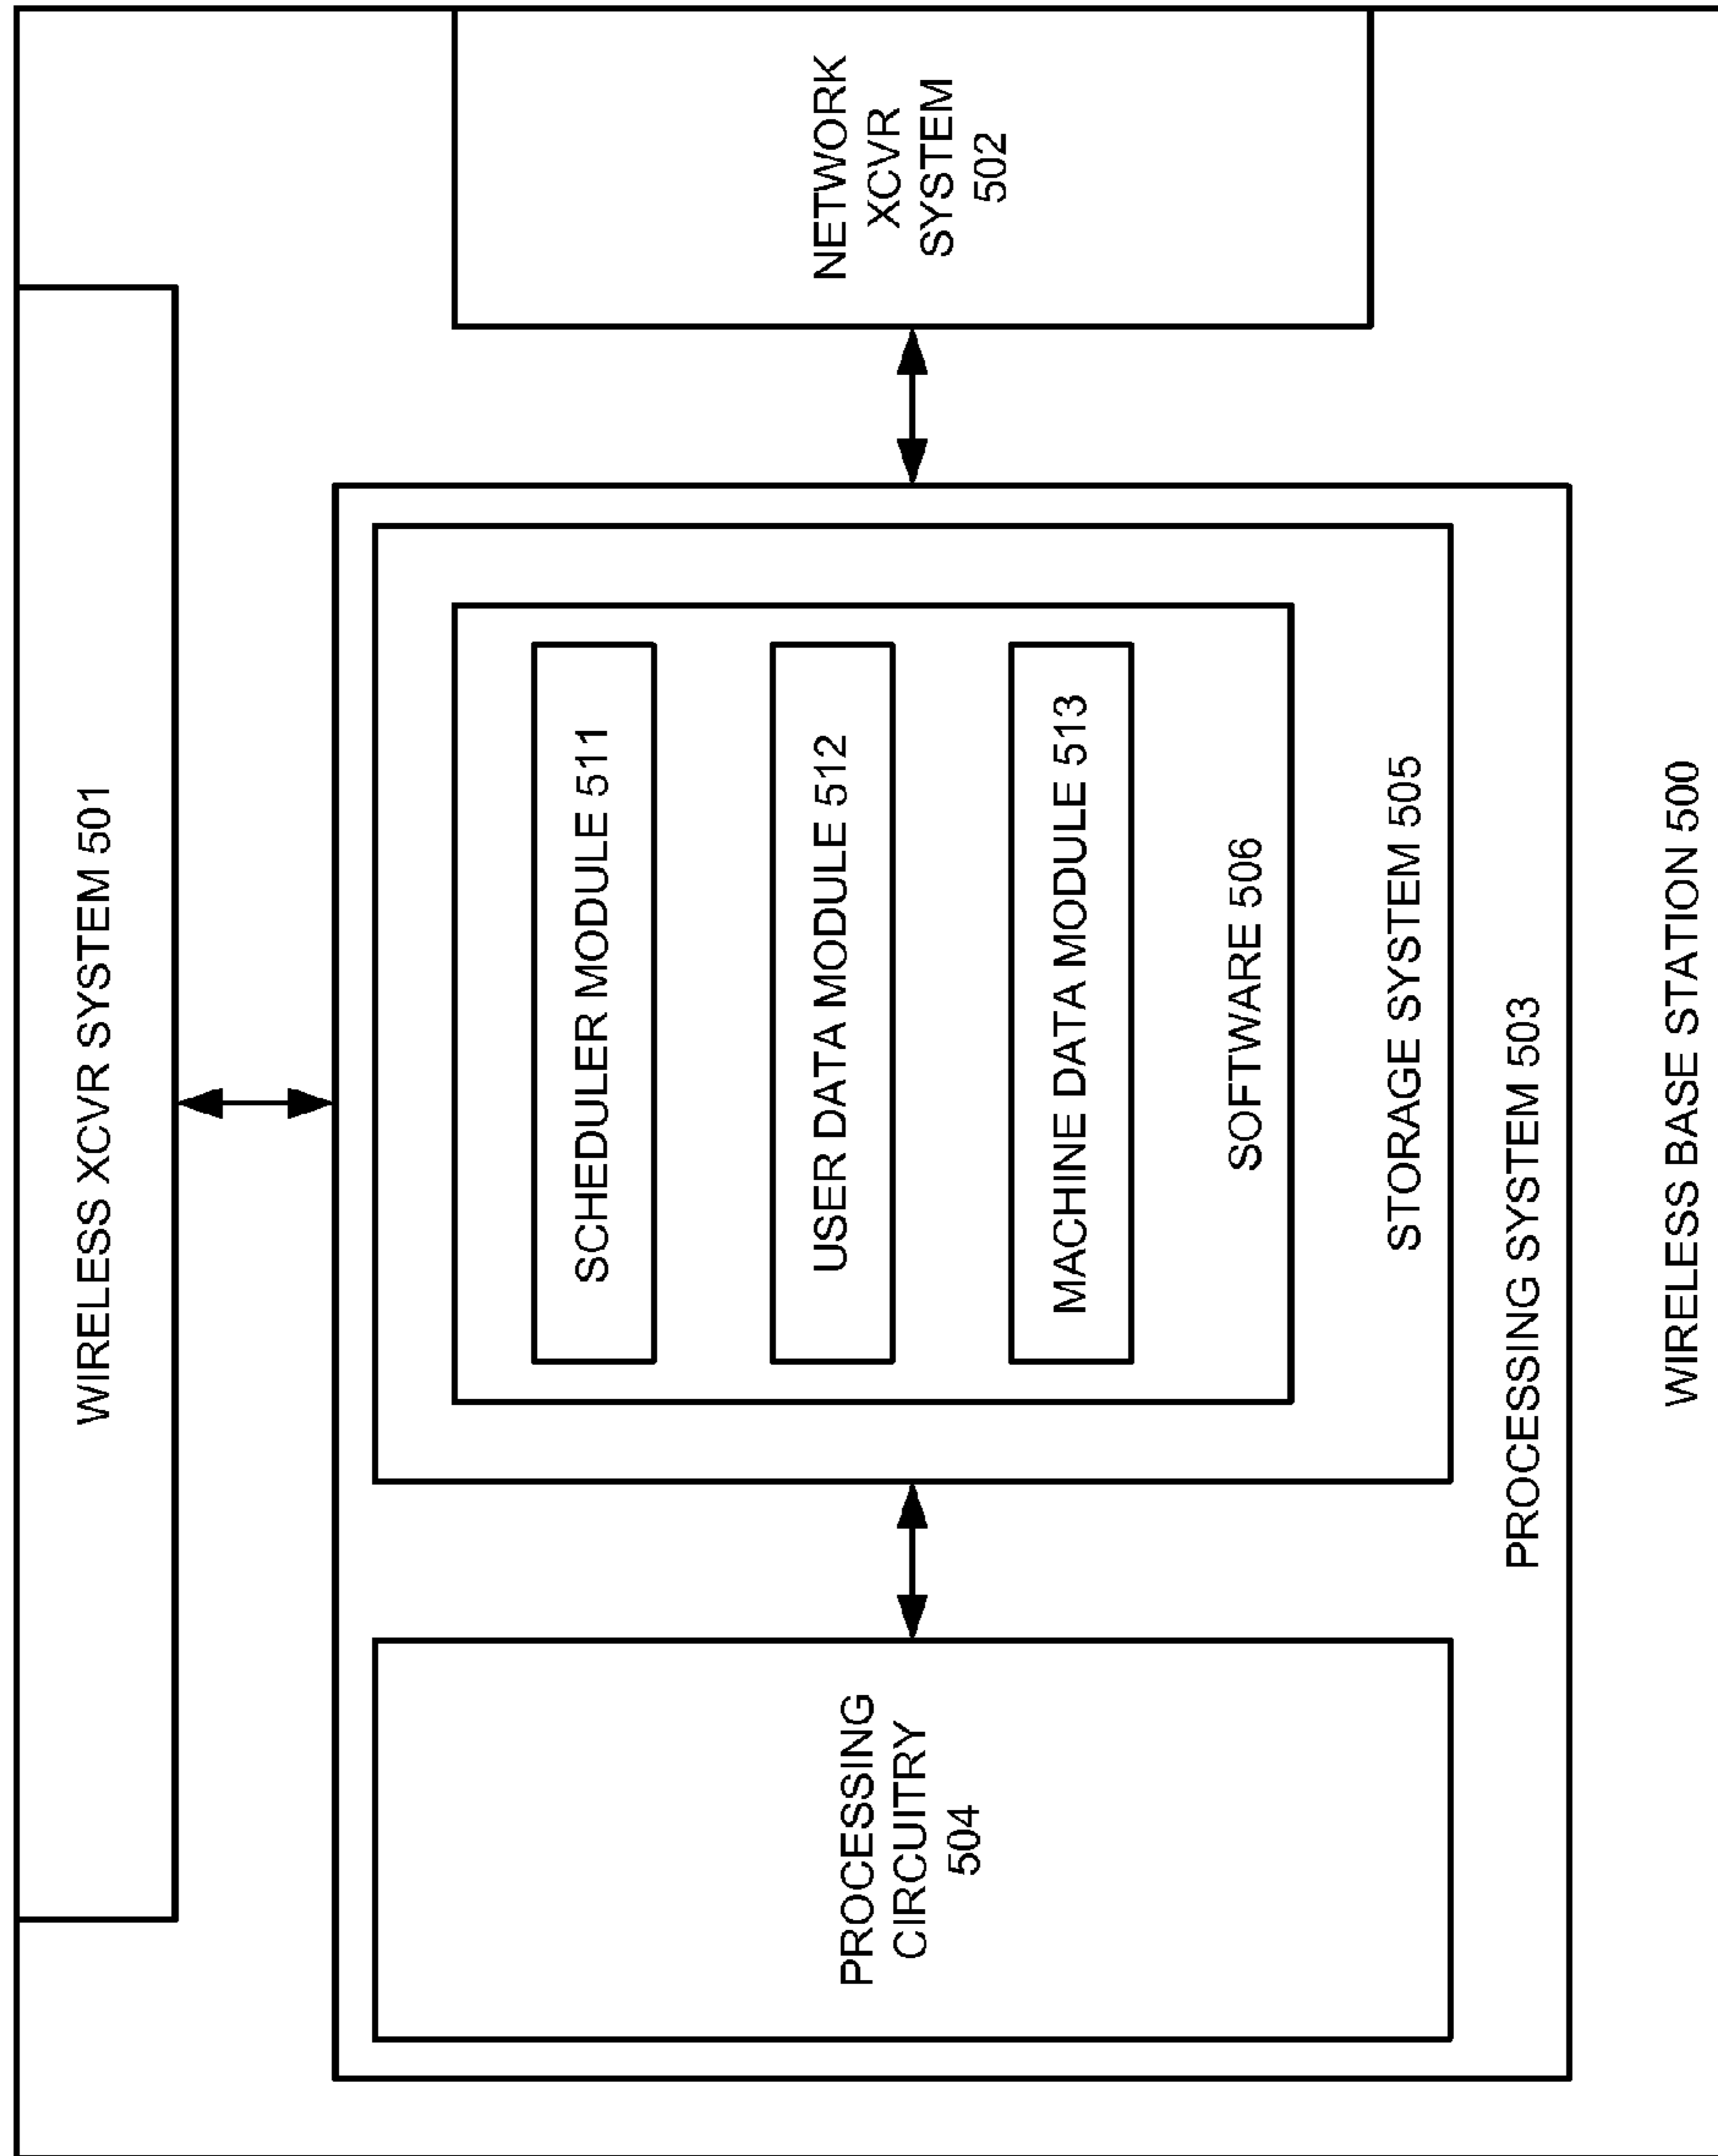 WIRELESS XCVR SYSTEM 501
NETWORK
XCVR
SYSTEM
502
SCHEDULER MODULE 511
USER DATA MODULE 512
MACHINE DATA MODULE 513
SOFTWARE 506
STORAGE SYSTEM 505
PROCESSING
CIRCUITRY
504
PROCESSING SYSTEM 503
WIRELESS BASE STATION 500